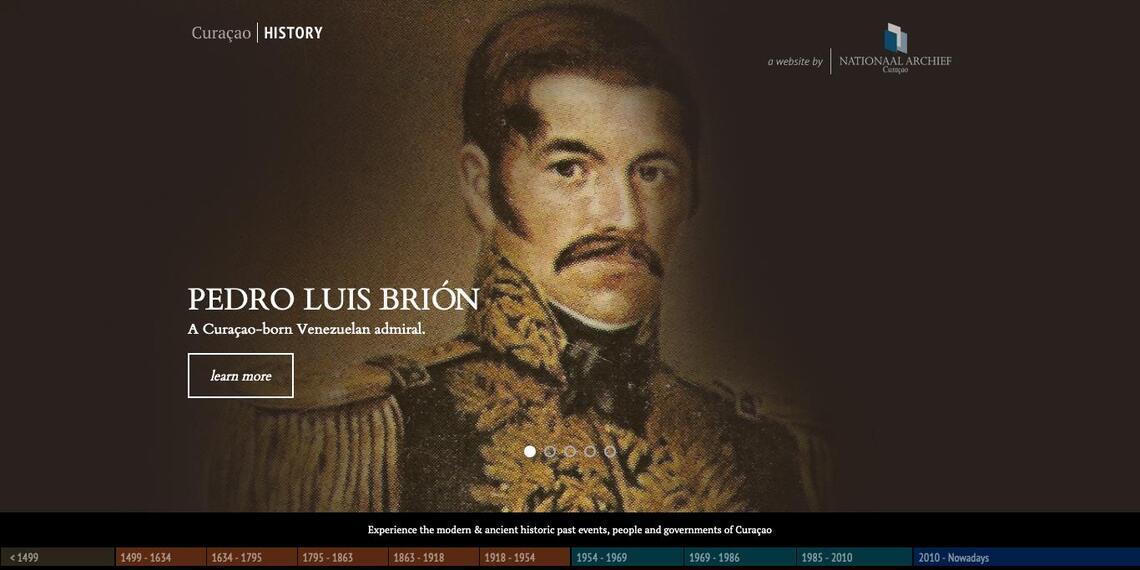 Curaçao | HISTORY
a website by
NATIONAAL ARCHIEF
Curaçao
PEDRO LUIS BRIÓN
A Curaçao-born Venezuelan admiral.
learn more
Experience the modern & ancient historic past events, people and governments of Curaçao
< 1499
1499 - 1634
1634 - 1795
1795 - 1863
1863 - 1918
1918 - 1954
1954 - 1969
1969 - 1986
1985 - 2010
2010 - Nowadays